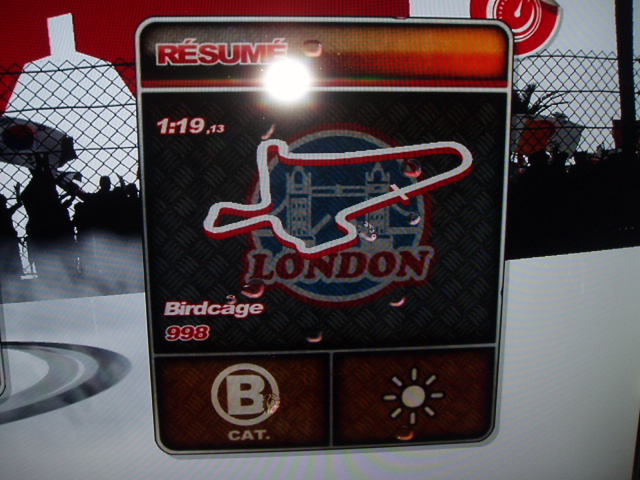 RÉSUMÉ
1:19.13
LONDON
Birdcage
998
B
CAT.